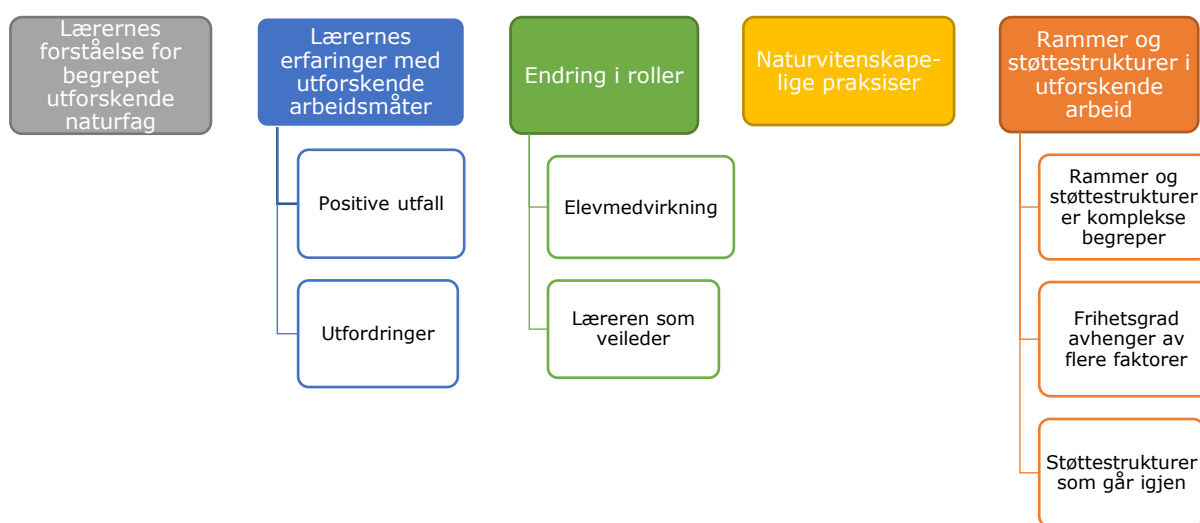 Lærernes
forståelse for
begrepet
utforskende
naturfag
Lærernes
erfaringer med
utforskende
arbeidsmåter
Positive utfall
Utfordringer
Endring i roller
Elevmedvirkning
Læreren som
veileder
Naturvitenskape-
lige praksiser
Rammer og
støttestrukturer i
utforskende
arbeid
Rammer og
støttestrukturer
er komplekse
begreper
Frihetsgrad
avhenger av
flere faktorer
Støttestrukturer
som går igjen